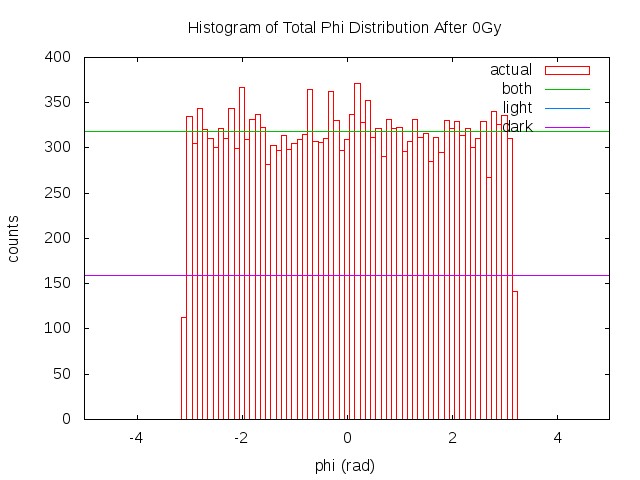 Histogram of Total Phi Distribution After 0Gy
400
350
300
250
200
150
100
50
0
counts
actual
both
light
dark
-4
-2
0
2
4
phi (rad)